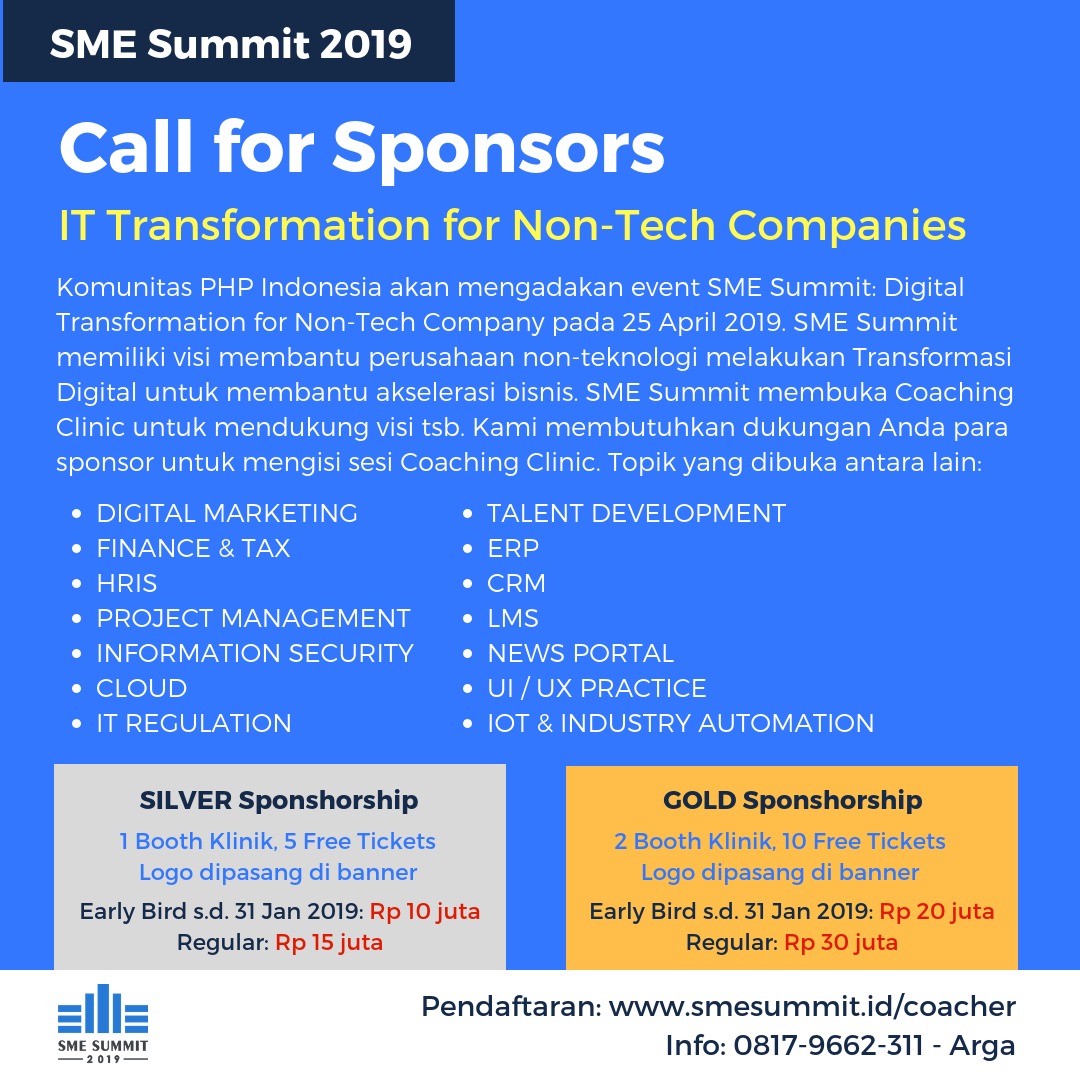 SME Summit 2019
Call for Sponsors
IT Transformation for Non-Tech Companies
Komunitas PHP Indonesia akan mengadakan event SME Summit: Digital
Transformation for Non-Tech Company pada 25 April 2019. SME Summit
memiliki visi membantu perusahaan non-teknologi melakukan Transformasi
Digital untuk membantu akselerasi bisnis. SME Summit membuka Coaching
Clinic untuk mendukung visi tsb. Kami membutuhkan dukungan Anda para
sponsor untuk mengisi sesi Coaching Clinic. Topik yang dibuka antara lain:
• DIGITAL MARKETING
• FINANCE & TAX
• HRIS
• PROJECT MANAGEMENT
• INFORMATION SECURITY
• CLOUD
• IT REGULATION
• TALENT DEVELOPMENT
• ERP
• CRM
• LMS
• NEWS PORTAL
• UI / UX PRACTICE
• IOT & INDUSTRY AUTOMATION
SILVER Sponshorship
1 Booth Klinik, 5 Free Tickets
Logo dipasang di banner
Early Bird s.d. 31 Jan 2019: Rp 10 juta
Regular: Rp 15 juta
GOLD Sponshorship
2 Booth Klinik, 10 Free Tickets
Logo dipasang di banner
Early Bird s.d. 31 Jan 2019: Rp 20 juta
Regular: Rp 30 juta
SME SUMMIT
2019
Pendaftaran: www.smesummit.id/coacher
Info: 0817-9662-311 - Arga